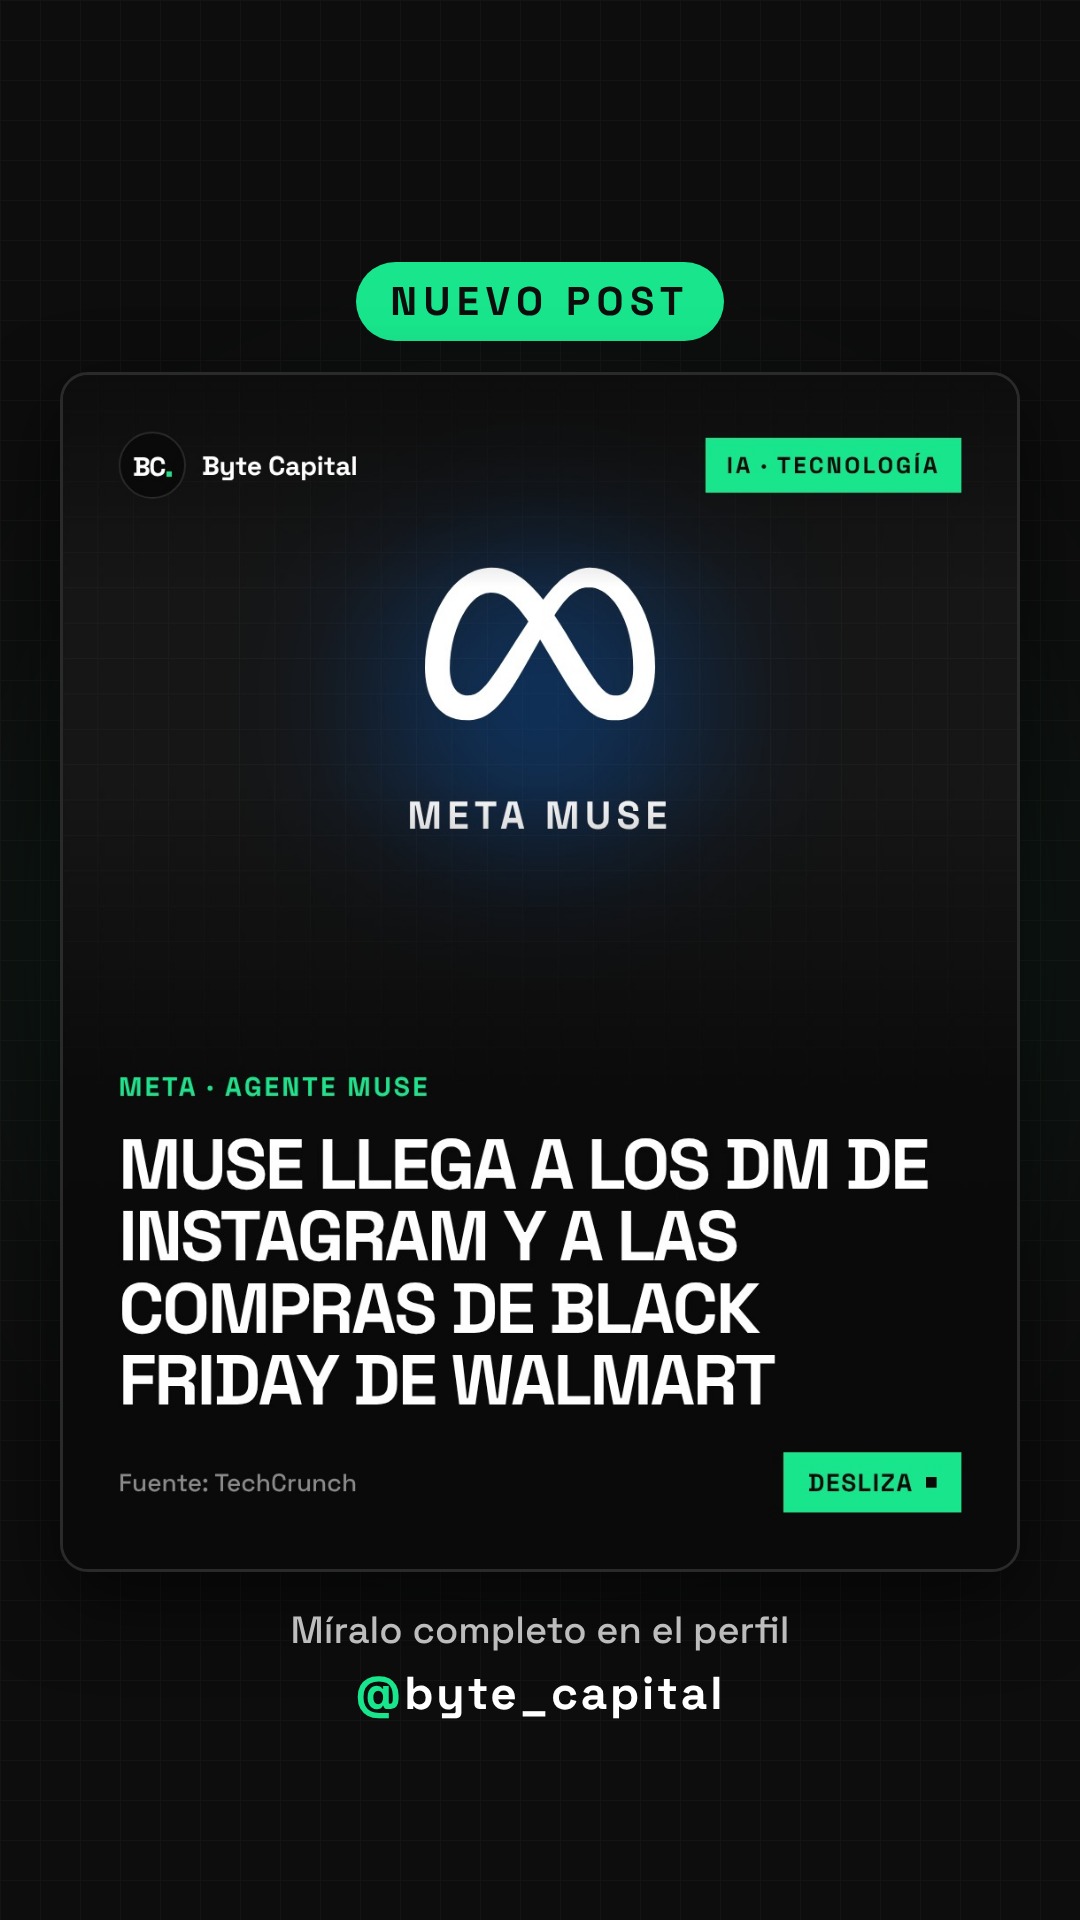 NUEVO POST
BC.
Byte Capital
IA · TECNOLOGÍA
META MUSE
META · AGENTE MUSE
MUSE LLEGA A LOS DM DE
INSTAGRAM Y A LAS
COMPRAS DE BLACK
FRIDAY DE WALMART
Fuente: TechCrunch
DESLIZA ▪
Míralo completo en el perfil
@byte_capital